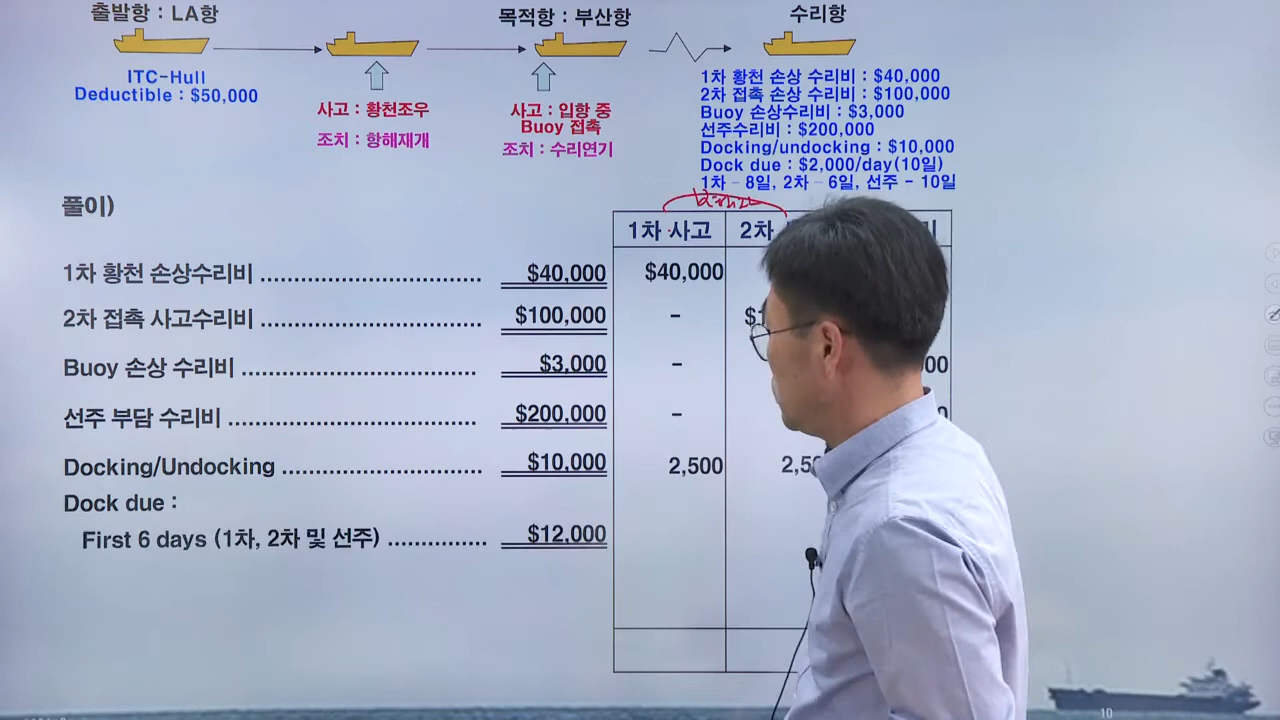 출발항 : LA항
목적항 : 부산항
수리항
ITC-Hull
Deductible : $50,000
사고 : 황천조우
조치 : 항해재개
사고 : 입항 중
Buoy 접촉
조치 : 수리연기
1차 황천 손상 수리비 : $40,000
2차 접촉 손상 수리비 : $100,000
Buoy 손상수리비 : $3,000
선주수리비 : $200,000
Docking/undocking : $10,000
Dock due : $2,000/day(10일)
1차 – 8일, 2차 – 6일, 선주 – 10일
풀이)
1차 사고 2차
1차 황천 손상수리비 ................................ $40,000 $40,000 –
2차 접촉 사고수리비 ................................ $100,000 –
Buoy 손상 수리비 .................................. $3,000 –
선주 부담 수리비 .................................... $200,000 –
Docking/Undocking ............................. $10,000 2,500
Dock due :
First 6 days (1차, 2차 및 선주) ............... $12,000
10